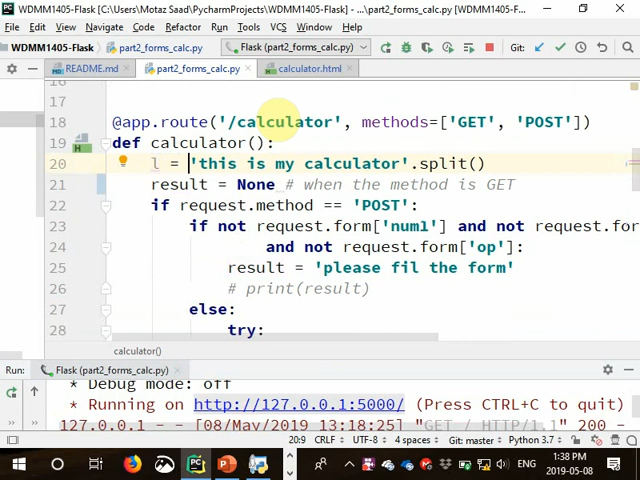 Motaz Saad [C:\Users\Motaz Saad\PycharmProjects\WDMM1405-Flask] - ...\part2_forms_calc.py - PyCharm
File Edit View Navigate Code Refactor Run Tools VCS Window Help
WDMM1405-Flask part2_forms_calc.py Flask (part2_forms_calc.py) Git:
README.md part2_forms_calc.py calculator.html
16
17
18 @app.route('/calculator', methods=['GET', 'POST'])
19 def calculator():
20 l = 'this is my calculator'.split()
21 result = None # when the method is GET
22 if request.method == 'POST':
23 if not request.form['num1'] and not request.for
24 and not request.form['op']:
25 result = 'please fil the form'
26 # print(result)
27 else:
28 try:
calculator()
Run: Flask (part2_forms_calc.py)
* Debug mode: off
* Running on http://127.0.0.1:5000/ (Press CTRL+C to quit)
127.0.0.1 - - [08/May/2019 13:18:25] "GET / HTTP/1.1" 200 -
20:9 CRLF UTF-8 4 spaces Git: master Python 3.7
ENG 1:38 PM
2019-05-08